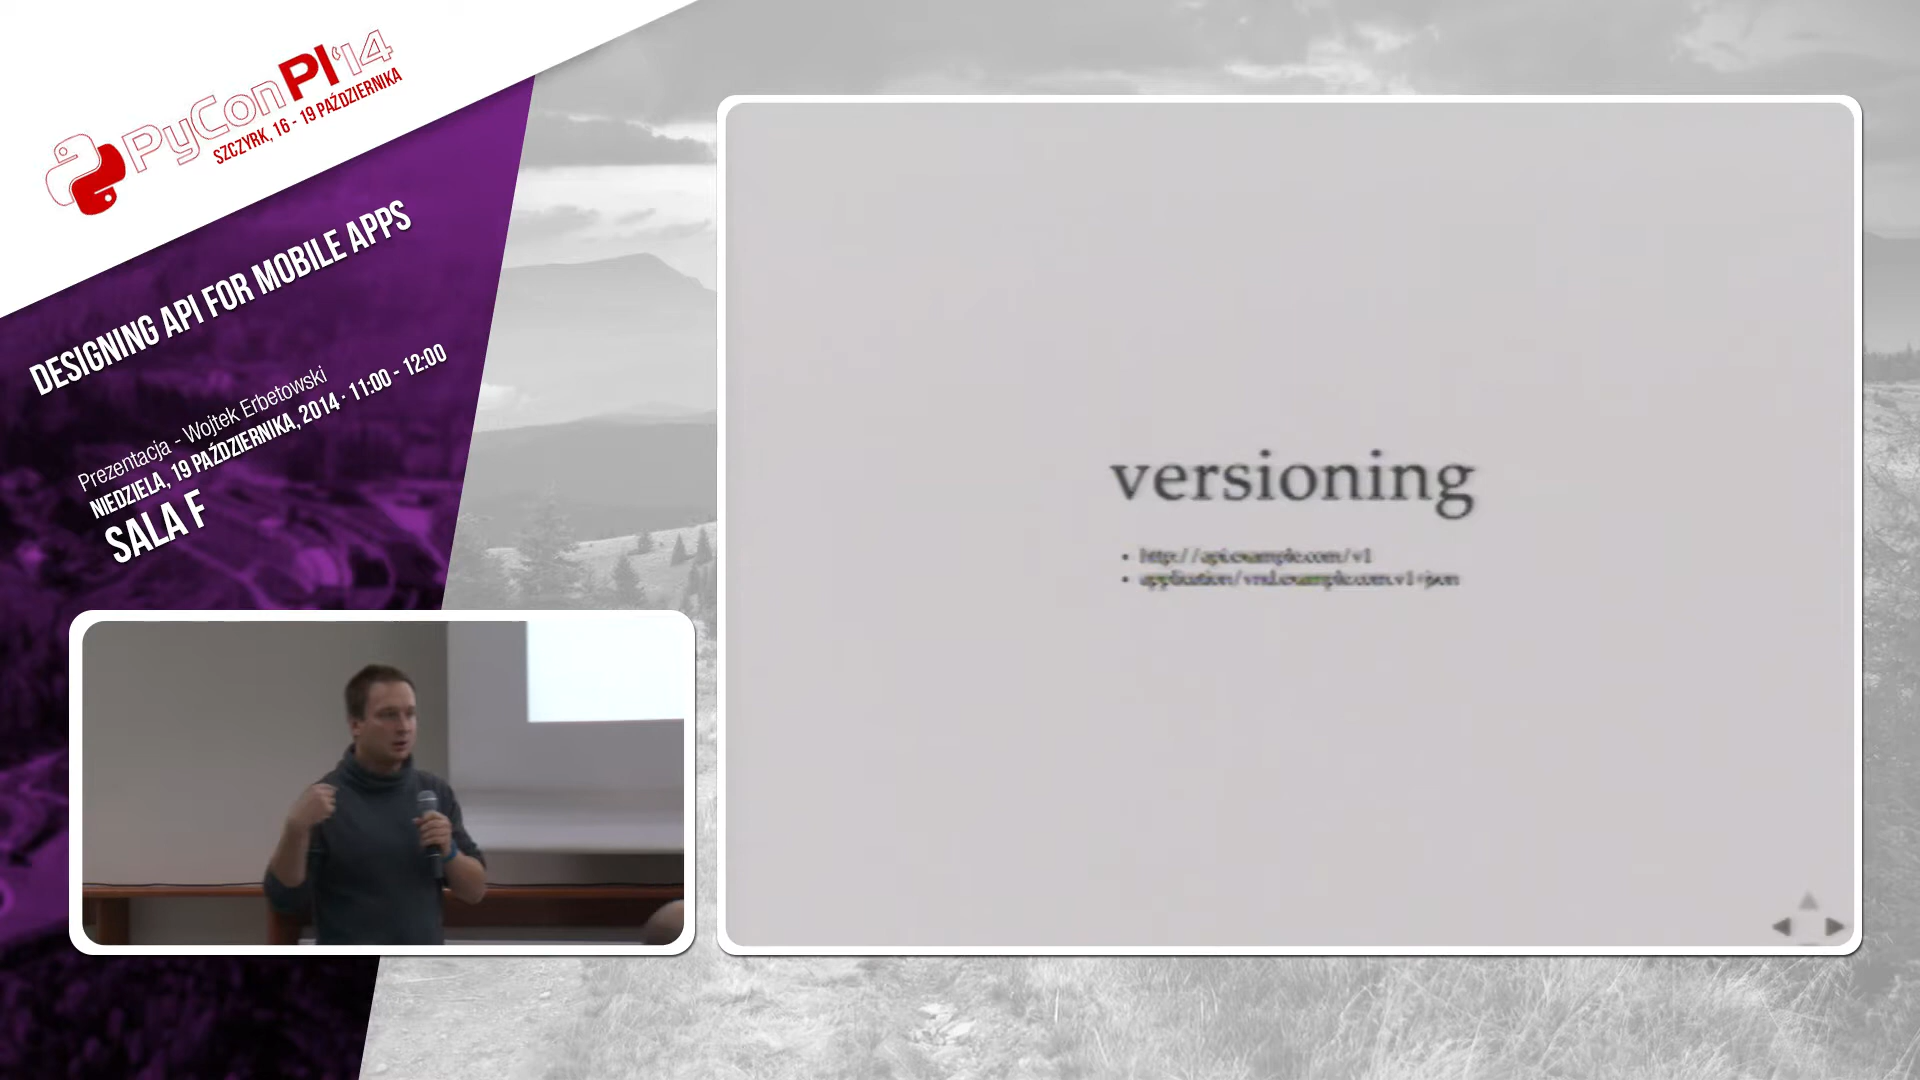 PyConPl'14
SZCZYRK, 16 - 19 PAŹDZIERNIKA
DESIGNING API FOR MOBILE APPS
Prezentacja - Wojtek Erbetowski
NIEDZIELA, 19 PAŹDZIERNIKA, 2014 · 11:00 - 12:00
SALA F
versioning
• http://api.example.com/v1
• application/vnd.example.com.v1+json